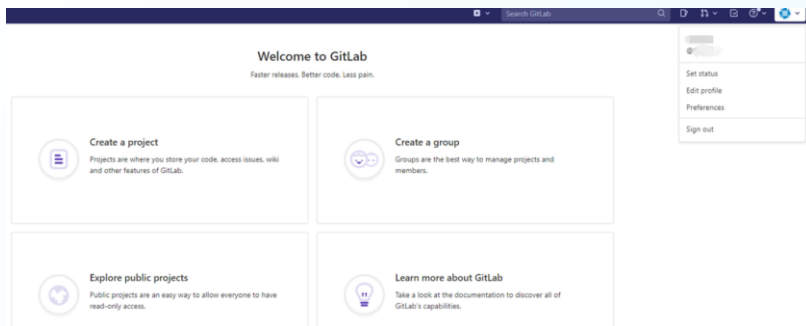 Search GitLab
Welcome to GitLab
Faster releases. Better code. Less pain.
@
Set status
Edit profile
Preferences
Sign out
Create a project
Projects are where you store your code, access issues, wiki
and other features of GitLab.
Create a group
Groups are the best way to manage projects and
members.
Explore public projects
Public projects are an easy way to allow everyone to have
read-only access.
Learn more about GitLab
Take a look at the documentation to discover all of
GitLab's capabilities.